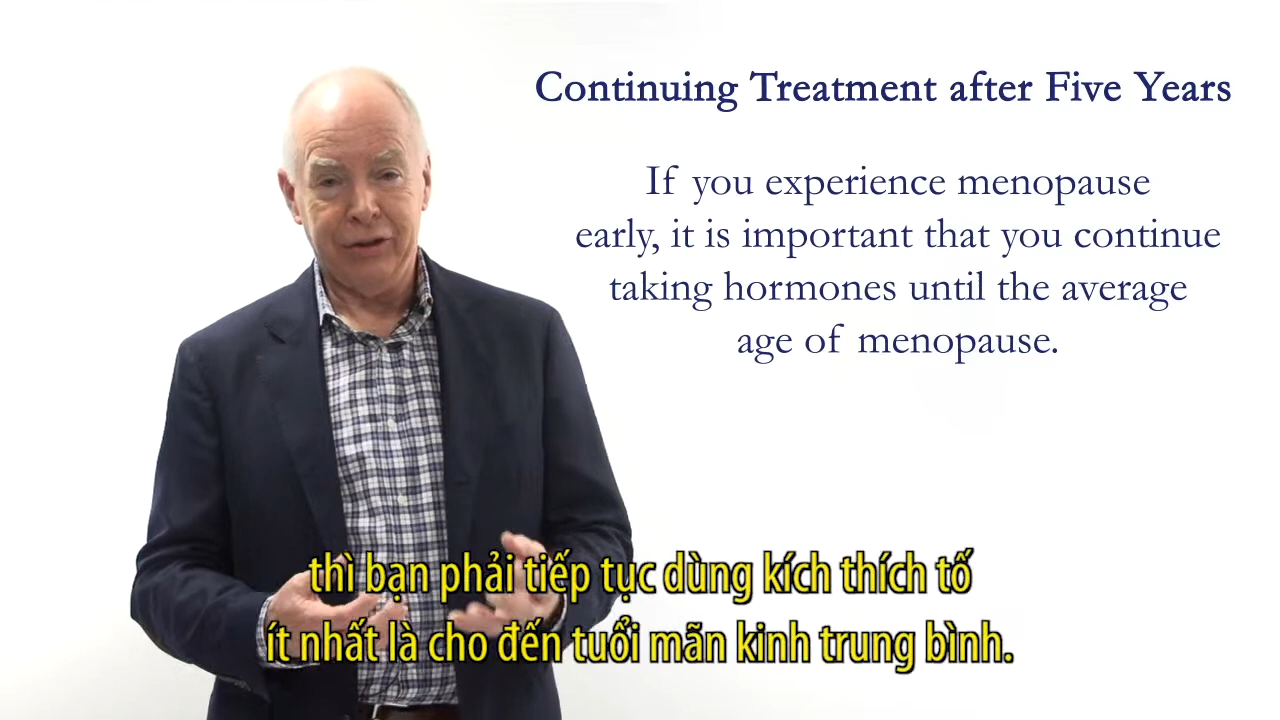 Continuing Treatment after Five Years
If you experience menopause
early, it is important that you continue
taking hormones until the average
age of menopause.
thì bạn phải tiếp tục dùng kích thích tố
ít nhất là cho đến tuổi mãn kinh trung bình.